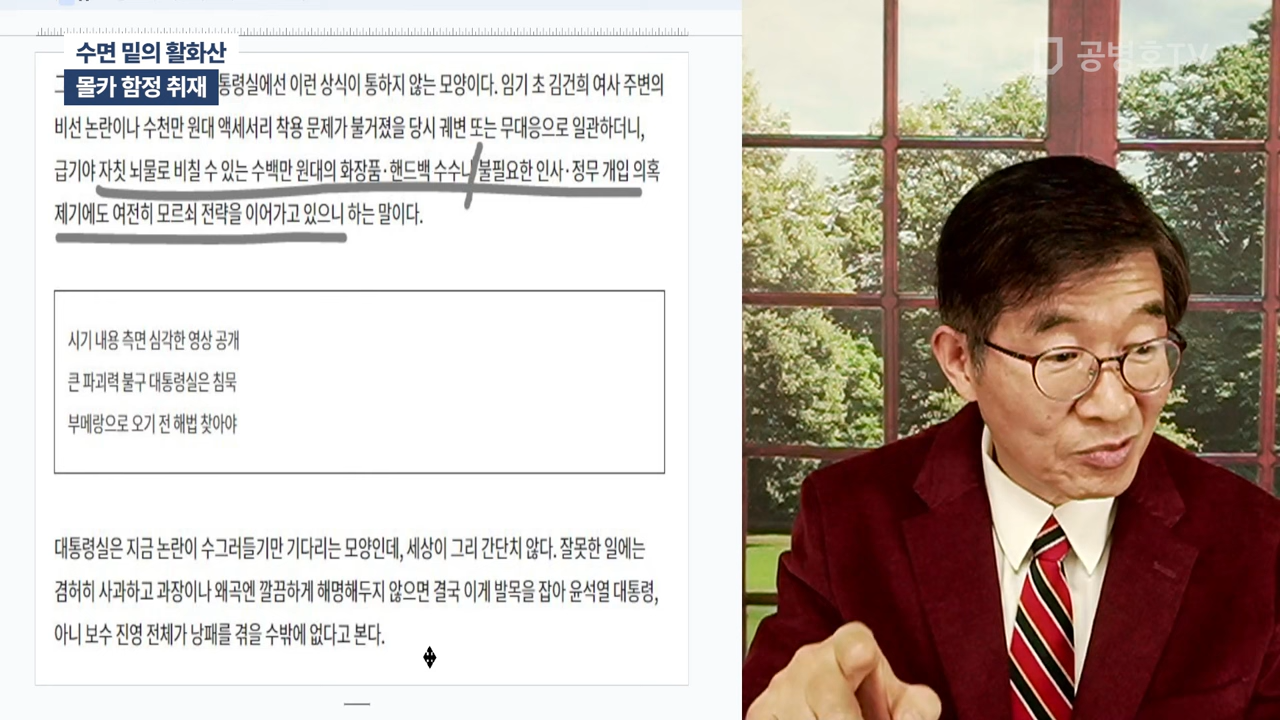 수면 밑의 활화산
몰카 함정 취재
공병호TV
그 통령실에선 이런 상식이 통하지 않는 모양이다. 임기 초 김건희 여사 주변의
비선 논란이나 수천만 원대 액세서리 착용 문제가 불거졌을 당시 궤변 또는 무대응으로 일관하더니,
급기야 자칫 뇌물로 비칠 수 있는 수백만 원대의 화장품·핸드백 수수나 불필요한 인사·정무 개입 의혹
제기에도 여전히 모르쇠 전략을 이어가고 있으니 하는 말이다.
시기 내용 측면 심각한 영상 공개
큰 파괴력 불구 대통령실은 침묵
부메랑으로 오기 전 해법 찾아야
대통령실은 지금 논란이 수그러들기만 기다리는 모양인데, 세상이 그리 간단치 않다. 잘못한 일에는
겸허히 사과하고 과장이나 왜곡엔 깔끔하게 해명해두지 않으면 결국 이게 발목을 잡아 윤석열 대통령,
아니 보수 진영 전체가 낭패를 겪을 수밖에 없다고 본다.